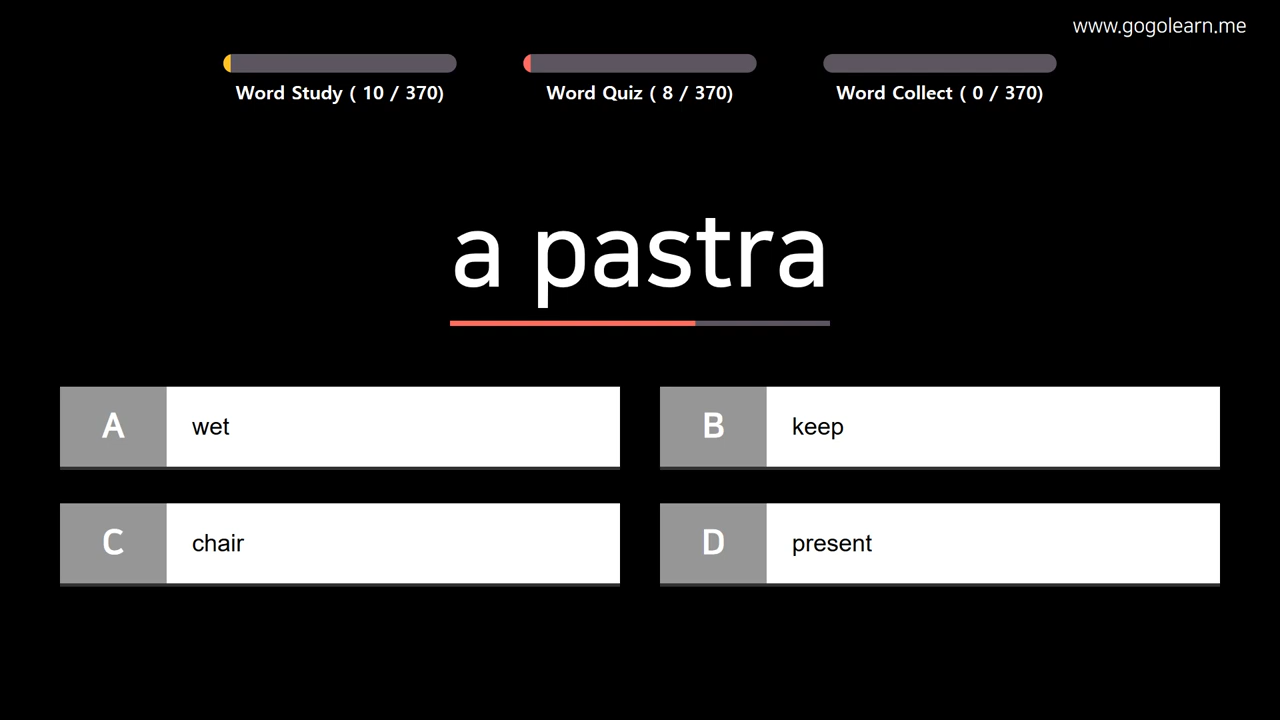 www.gogolearn.me
Word Study ( 10 / 370)
Word Quiz ( 8 / 370)
Word Collect ( 0 / 370)
a pastra
A wet
B keep
C chair
D present